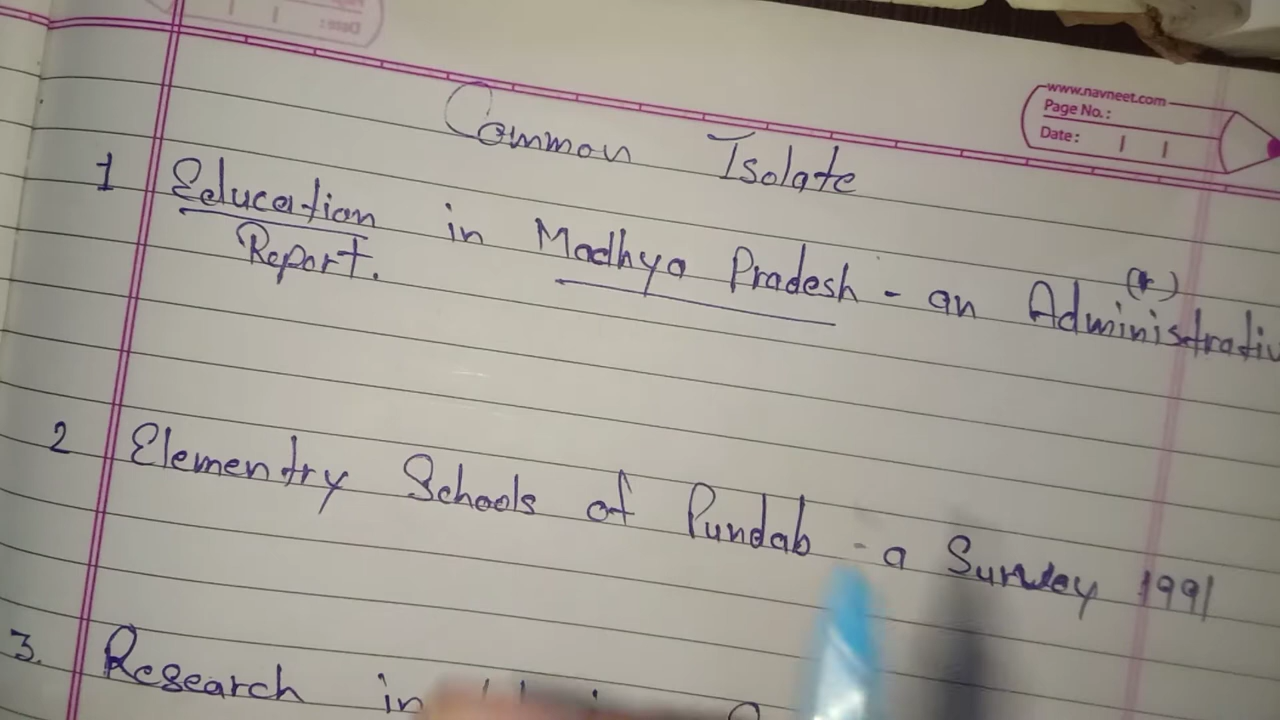 www.navneet.com
Page No.:
Date:
Common Isolate
1 Education in Madhya Pradesh - an Administrativ
Report.
2 Elementry Schools of Pundab - a Survey 1991
3. Research in